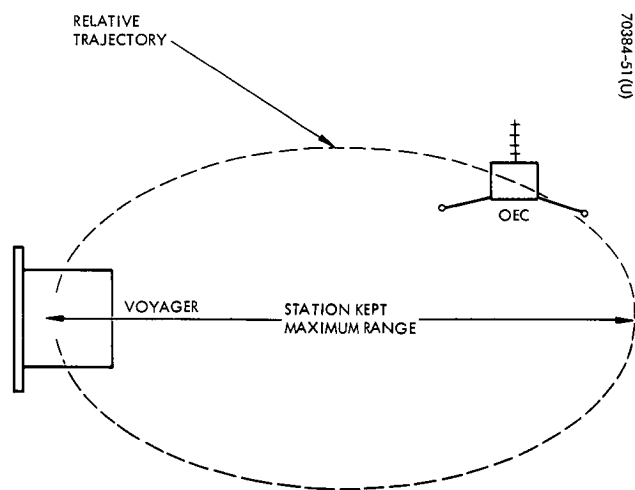 RELATIVE
TRAJECTORY
70384-51 (U)
OEC
VOYAGER
STATION KEPT
MAXIMUM RANGE